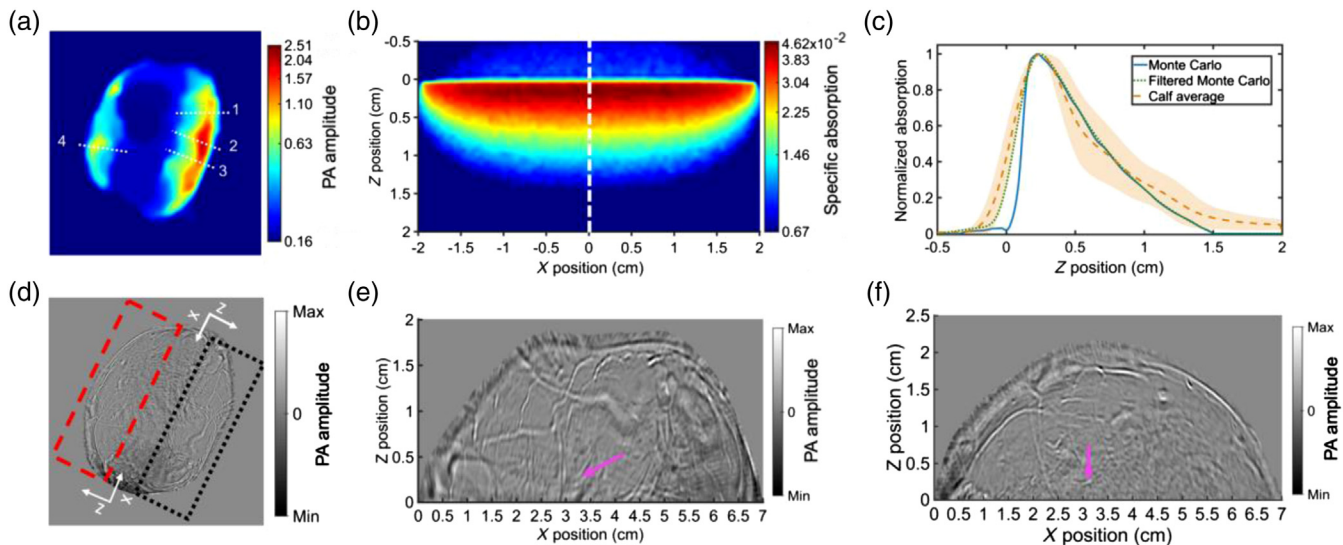 (a)
2.51
2.04
1.57
1.10
0.63
0.16
PA amplitude
1
2
3
4
(b)
-0.5
0
0.5
1
1.5
2
Z position (cm)
-2 -1.5 -1 -0.5 0 0.5 1 1.5 2
X position (cm)
4.62x10-2
3.83
3.04
2.25
1.46
0.67
Specific absorption
(c)
1
0.8
0.6
0.4
0.2
0
Normalized absorption
Monte Carlo
Filtered Monte Carlo
Calf average
-0.5 0 0.5 1 1.5 2
Z position (cm)
(d)
X
Z
Z
X
Max
0
Min
PA amplitude
(e)
2
1.5
1
0.5
0
Z position (cm)
0 0.5 1 1.5 2 2.5 3 3.5 4 4.5 5 5.5 6 6.5 7
X position (cm)
Max
0
Min
PA amplitude
(f)
2.5
2
1.5
1
0.5
0
Z position (cm)
0 0.5 1 1.5 2 2.5 3 3.5 4 4.5 5 5.5 6 6.5 7
X position (cm)
Max
0
Min
PA amplitude